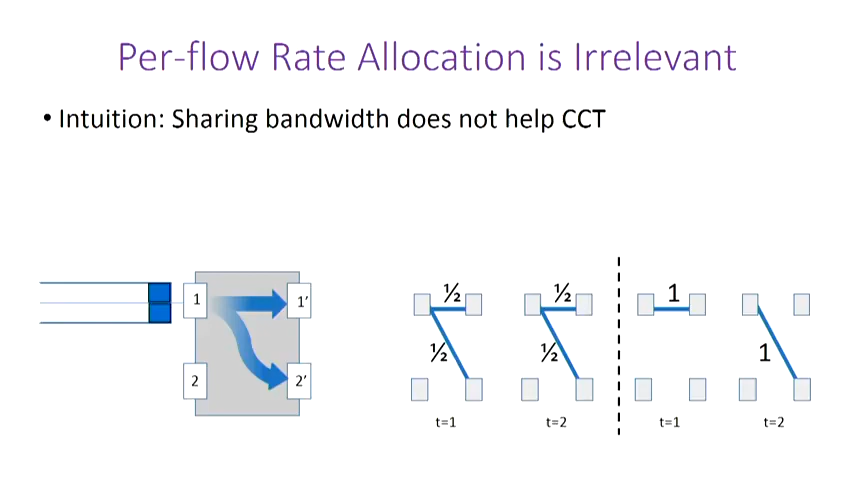 Per-flow Rate Allocation is Irrelevant
• Intuition: Sharing bandwidth does not help CCT
1
1'
2
2'
½
½
t=1
½
½
t=2
1
t=1
1
t=2